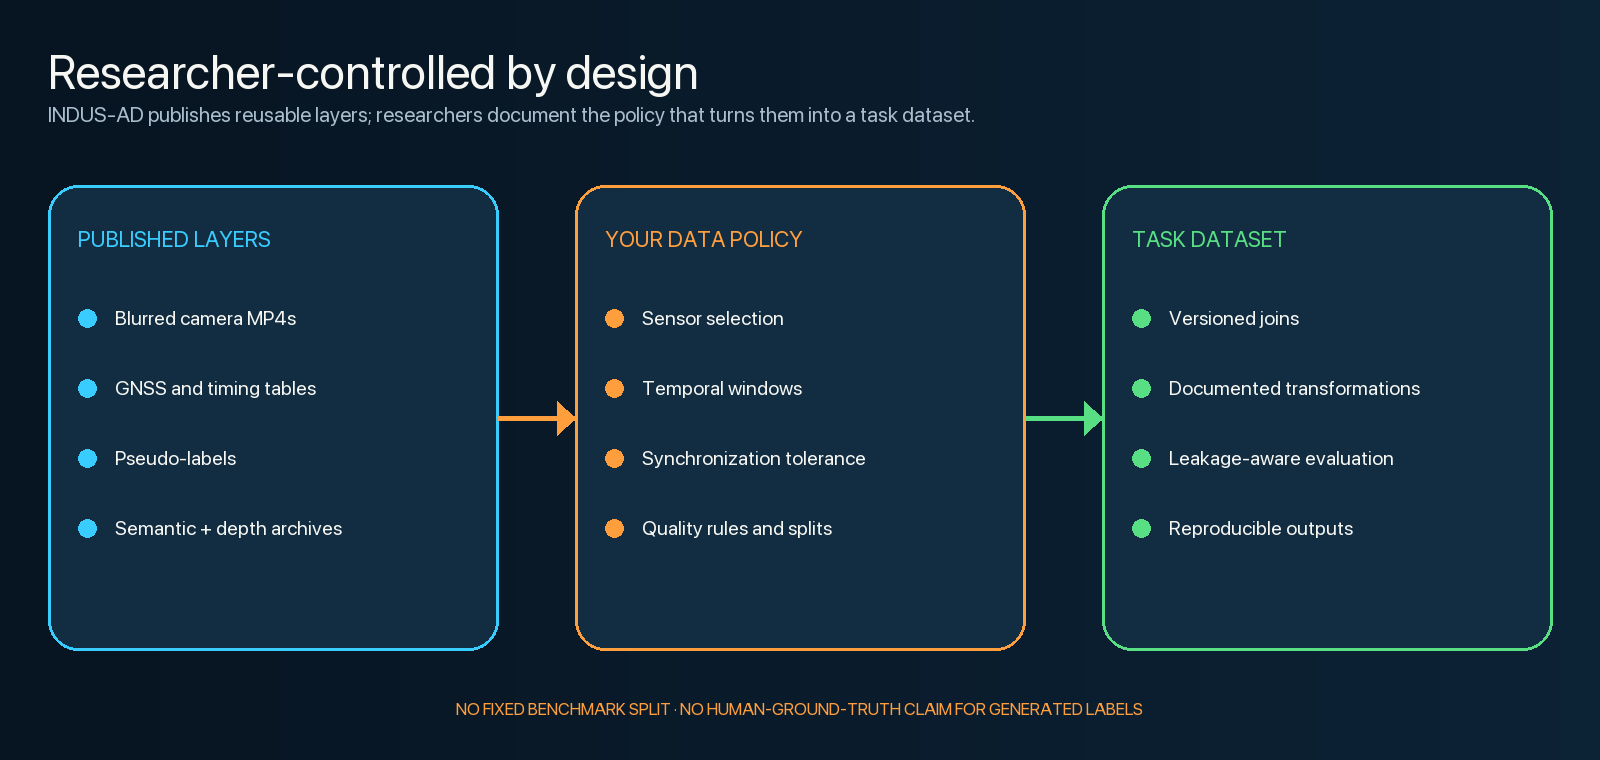 Researcher-controlled by design
INDUS-AD publishes reusable layers; researchers document the policy that turns them into a task dataset.
PUBLISHED LAYERS
Blurred camera MP4s
GNSS and timing tables
Pseudo-labels
Semantic + depth archives
YOUR DATA POLICY
Sensor selection
Temporal windows
Synchronization tolerance
Quality rules and splits
TASK DATASET
Versioned joins
Documented transformations
Leakage-aware evaluation
Reproducible outputs
NO FIXED BENCHMARK SPLIT · NO HUMAN-GROUND-TRUTH CLAIM FOR GENERATED LABELS